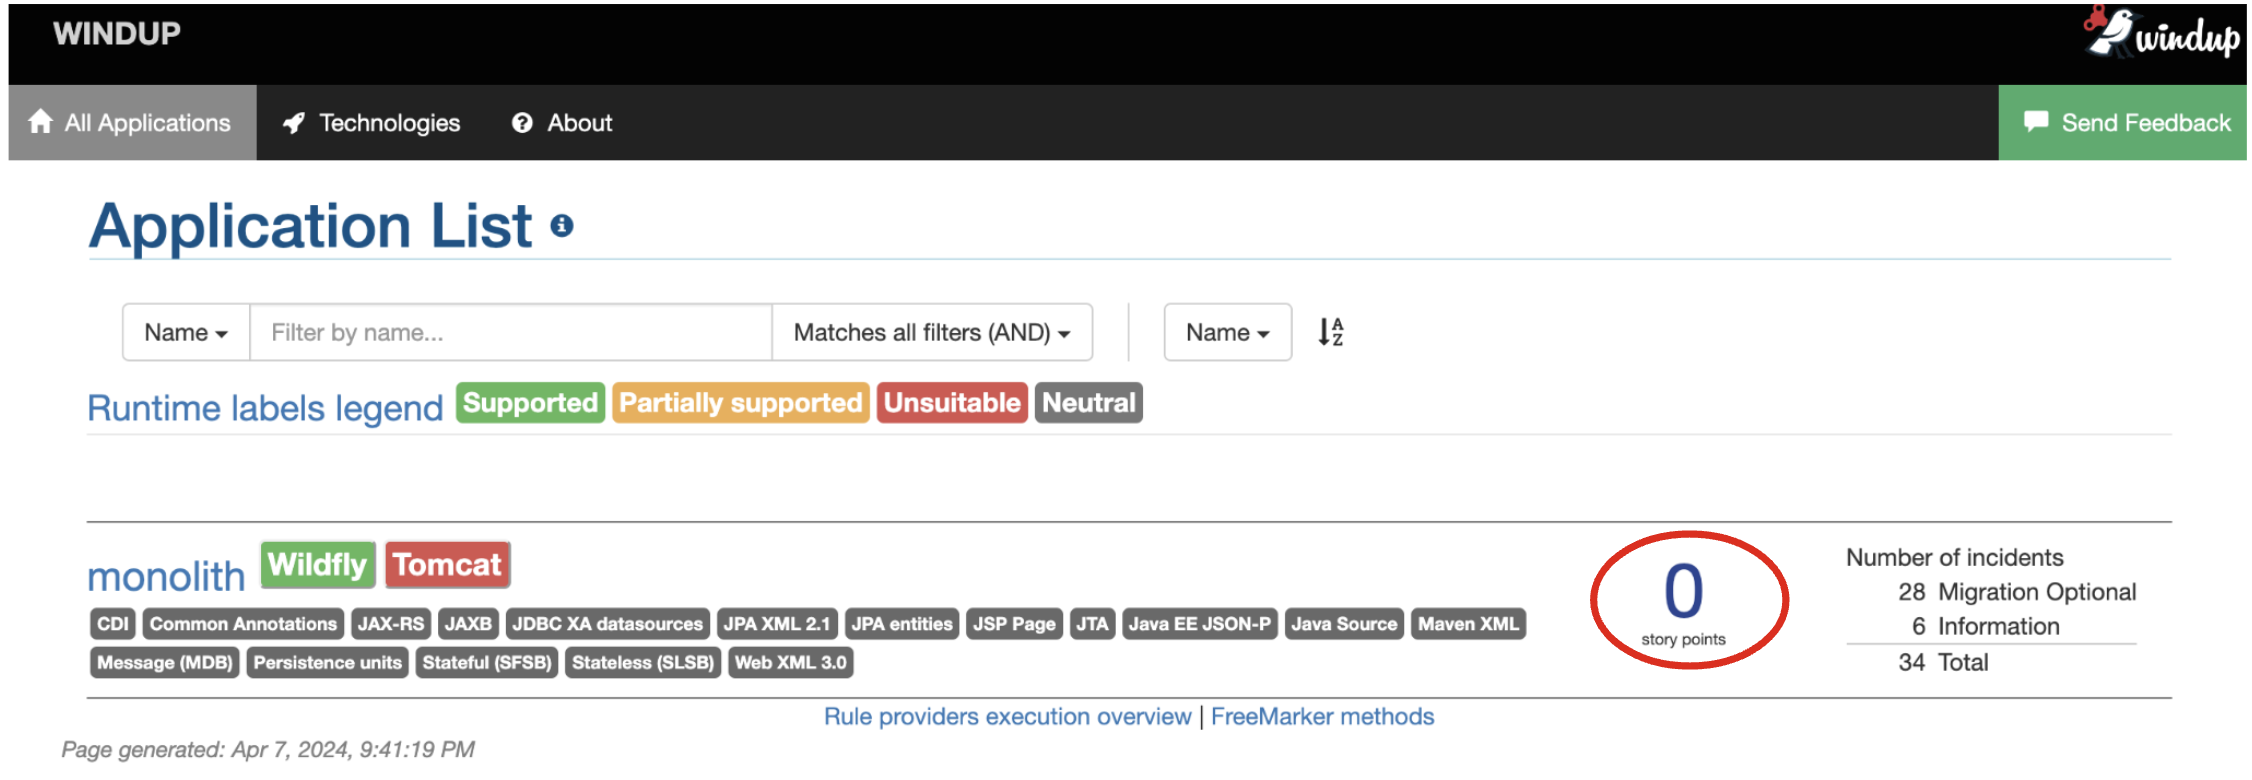 WINDUP
windup
All Applications Technologies About Send Feedback
Application List
Name Filter by name... Matches all filters (AND) Name
Runtime labels legend Supported Partially supported Unsuitable Neutral
monolith Wildfly Tomcat
CDI Common Annotations JAX-RS JAXB JDBC XA datasources JPA XML 2.1 JPA entities JSP Page JTA Java EE JSON-P Java Source Maven XML
Message (MDB) Persistence units Stateful (SFSB) Stateless (SLSB) Web XML 3.0
0
story points
Number of incidents
28 Migration Optional
6 Information
34 Total
Rule providers execution overview | FreeMarker methods
Page generated: Apr 7, 2024, 9:41:19 PM